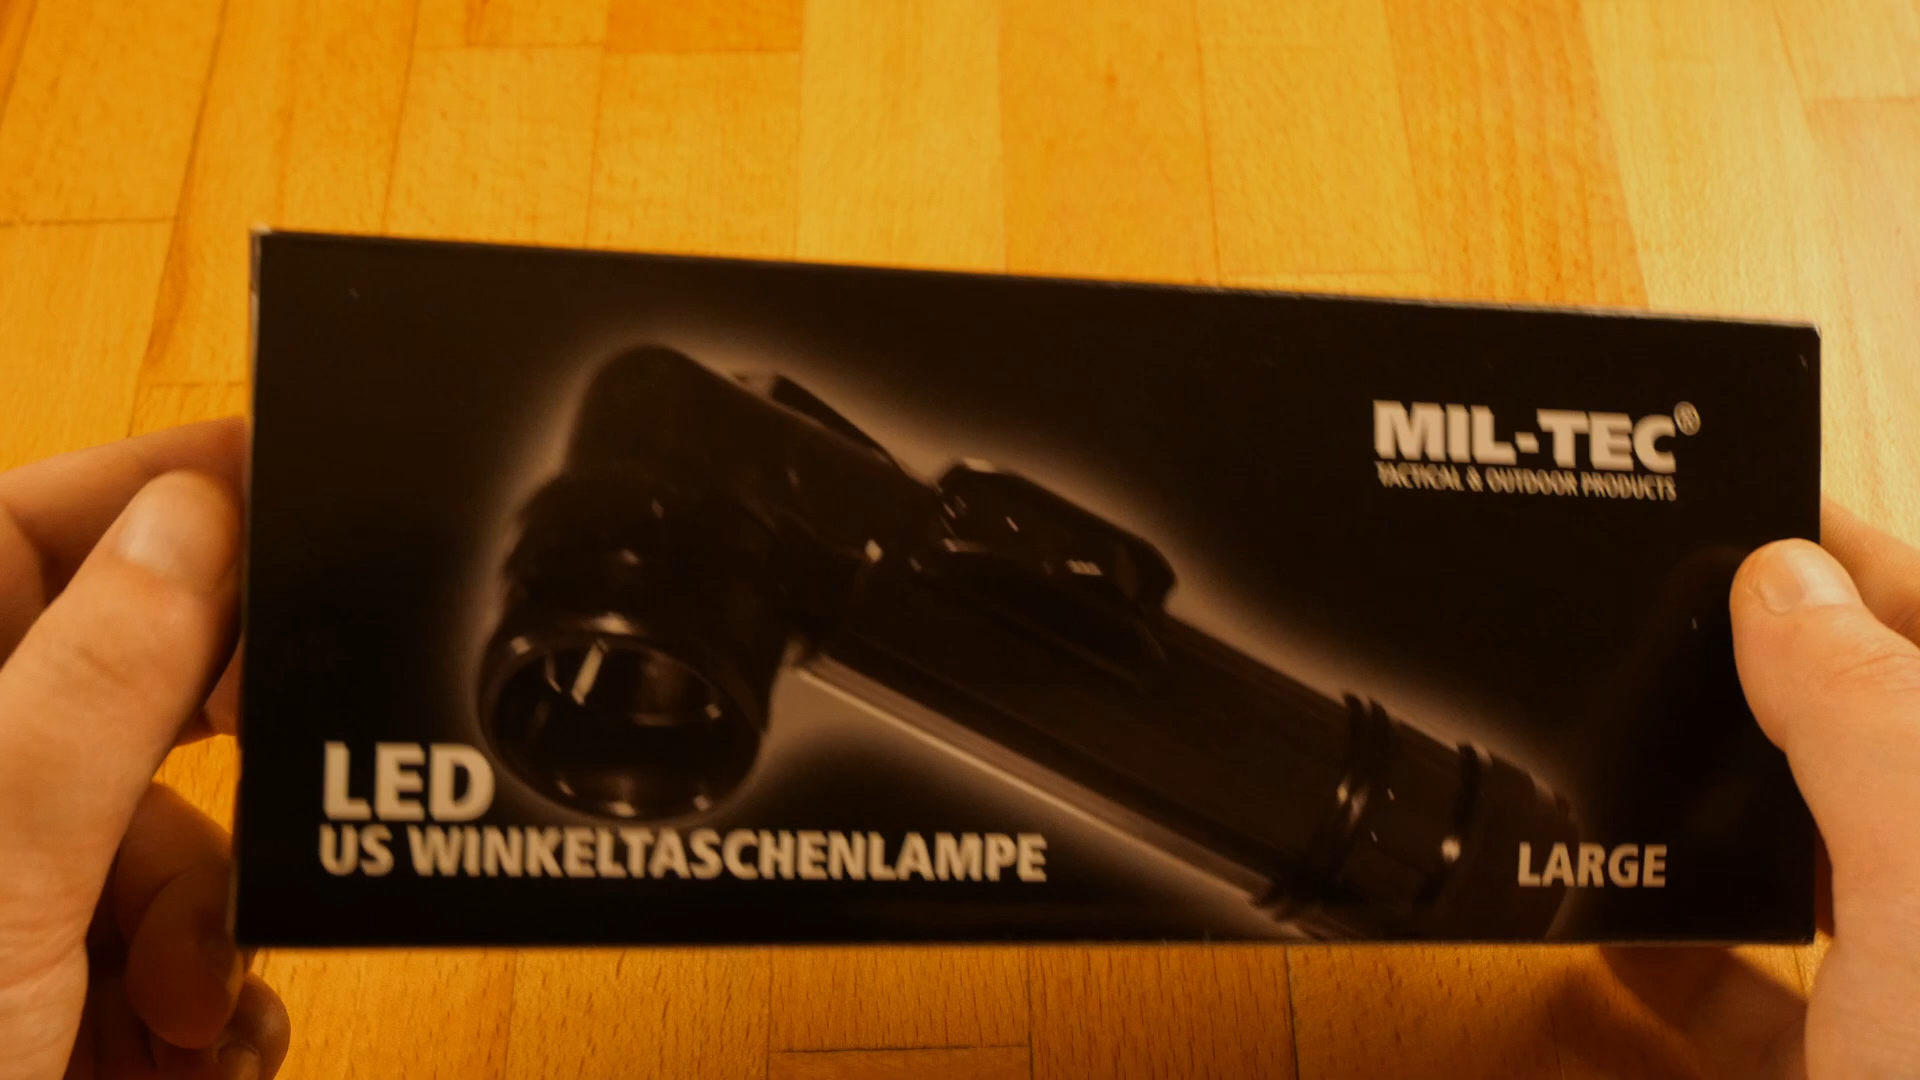 MIL-TEC®
TACTICAL & OUTDOOR PRODUCTS
LED
US WINKELTASCHENLAMPE
LARGE